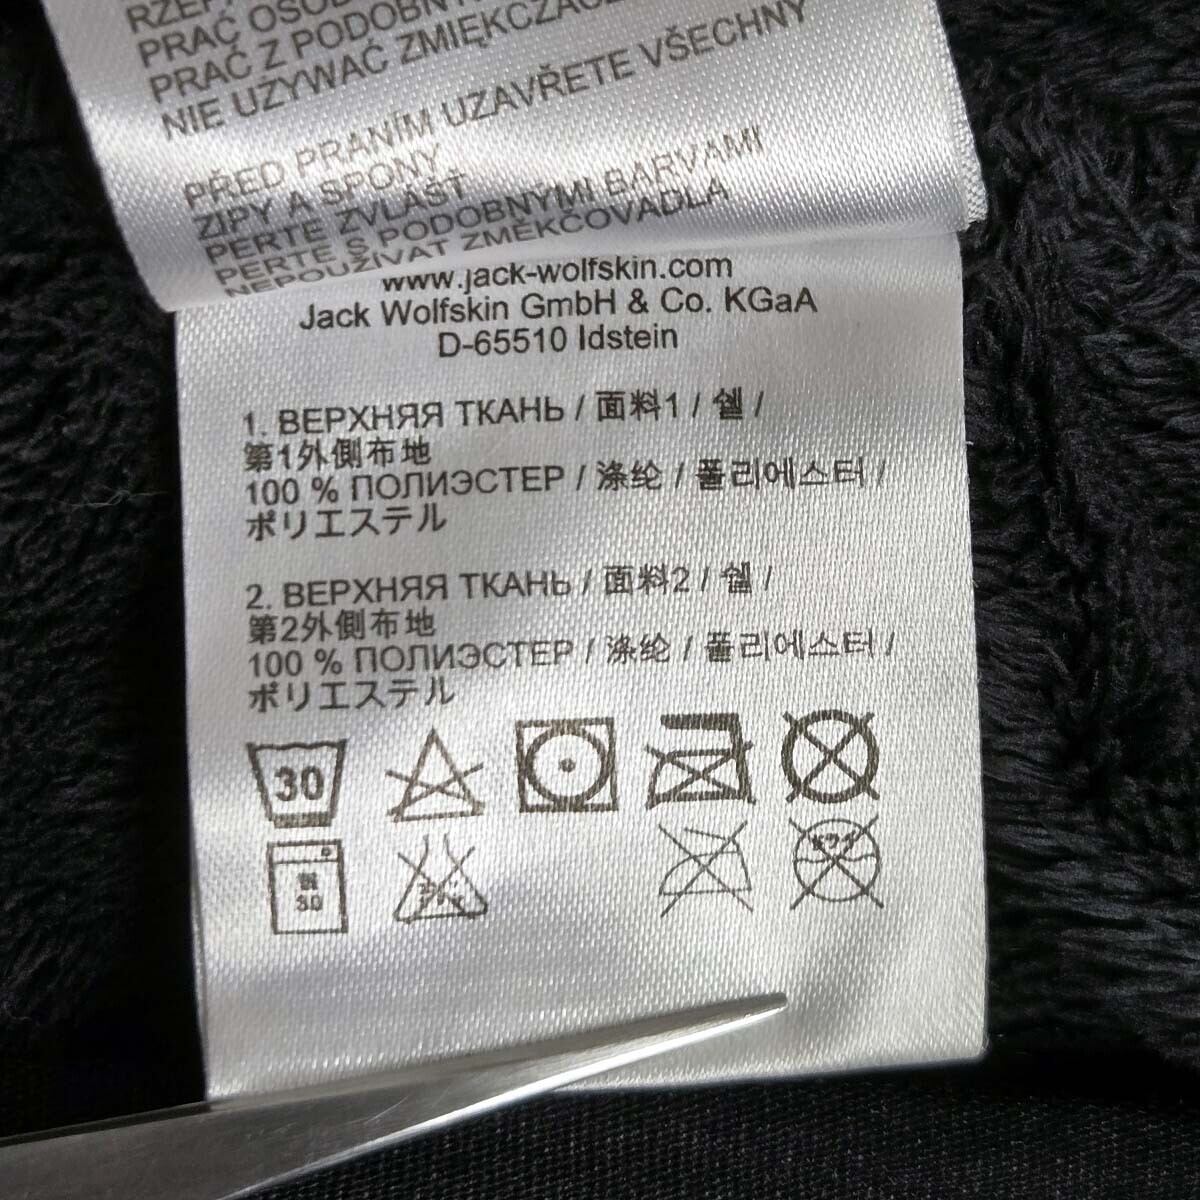 PRAĆ Z PODOBN
NIE UŻYWAĆ ZMIĘKCZAC
PŘED PRANÍM UZAVŘETE VŠECHNY
ZIPY A SPONY
PERTE ZVLÁŠT
PERTE S PODOBNÝMI BARVAMI
NEPOUŽÍVAT ZMĚKČOVADLA
www.jack-wolfskin.com
Jack Wolfskin GmbH & Co. KGaA
D-65510 Idstein
1. ВЕРХНЯЯ ТКАНЬ / 面料1 / 쉘 /
第1外側布地
100 % ПОЛИЭСТЕР / 涤纶 / 폴리에스터 /
ポリエステル
2. ВЕРХНЯЯ ТКАНЬ / 面料2 / 쉘 /
第2外側布地
100 % ПОЛИЭСТЕР / 涤纶 / 폴리에스터 /
ポリエステル
30
30